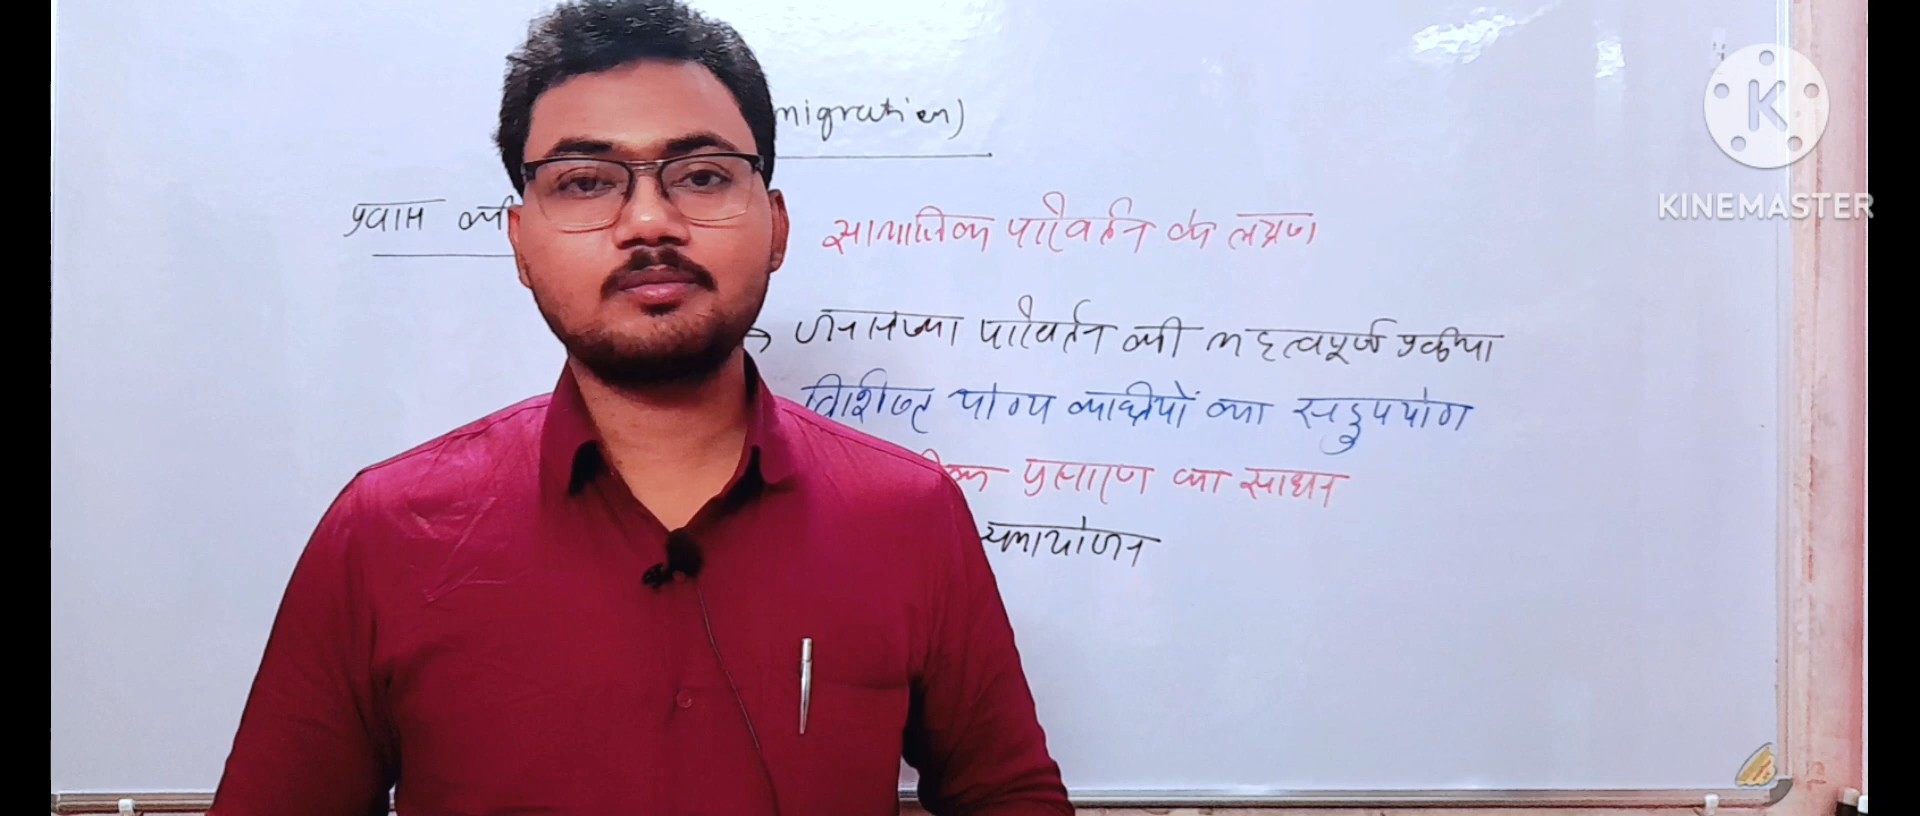 migration)
प्रवास की
सामाजिक परिवर्तन के लक्षण
→ जनसंख्या परिवर्तन की महत्वपूर्ण प्रक्रिया
विशिष्ट योग्य व्यक्तियों का सदुपयोग
प्रसारण का साधन
समायोजन
KINEMASTER